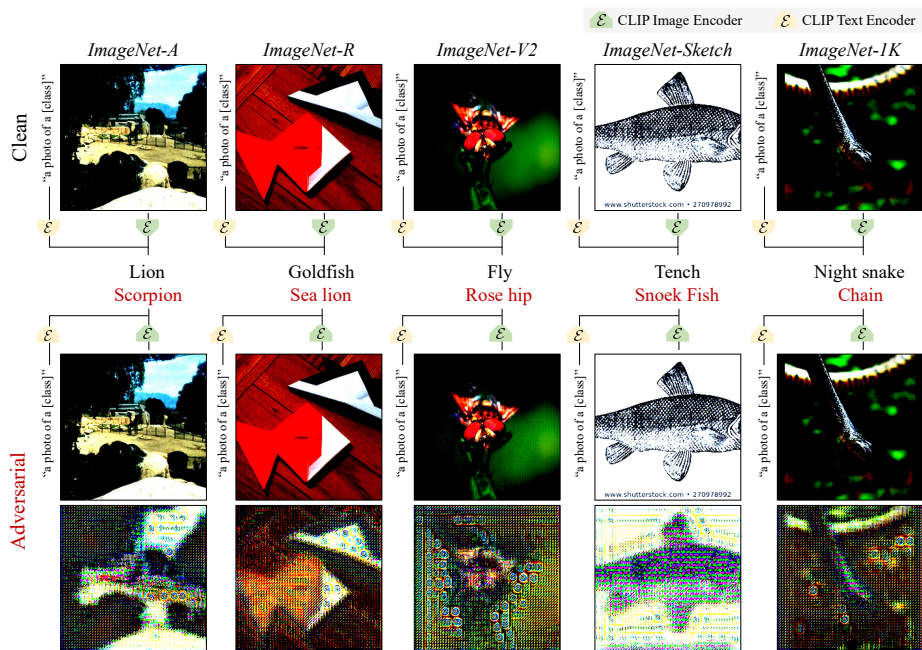 ℰ CLIP Image Encoder ℰ CLIP Text Encoder
ImageNet-A ImageNet-R ImageNet-V2 ImageNet-Sketch ImageNet-1K
Clean
“a photo of a [class]”
“a photo of a [class]”
“a photo of a [class]”
“a photo of a [class]”
“a photo of a [class]”
www.shutterstock.com • 270978992
ℰ ℰ ℰ ℰ ℰ ℰ ℰ ℰ ℰ ℰ
Lion Goldfish Fly Tench Night snake
Scorpion Sea lion Rose hip Snoek Fish Chain
ℰ ℰ ℰ ℰ ℰ ℰ ℰ ℰ ℰ ℰ
Adversarial
“a photo of a [class]”
“a photo of a [class]”
“a photo of a [class]”
“a photo of a [class]”
“a photo of a [class]”
www.shutterstock.com • 270978992